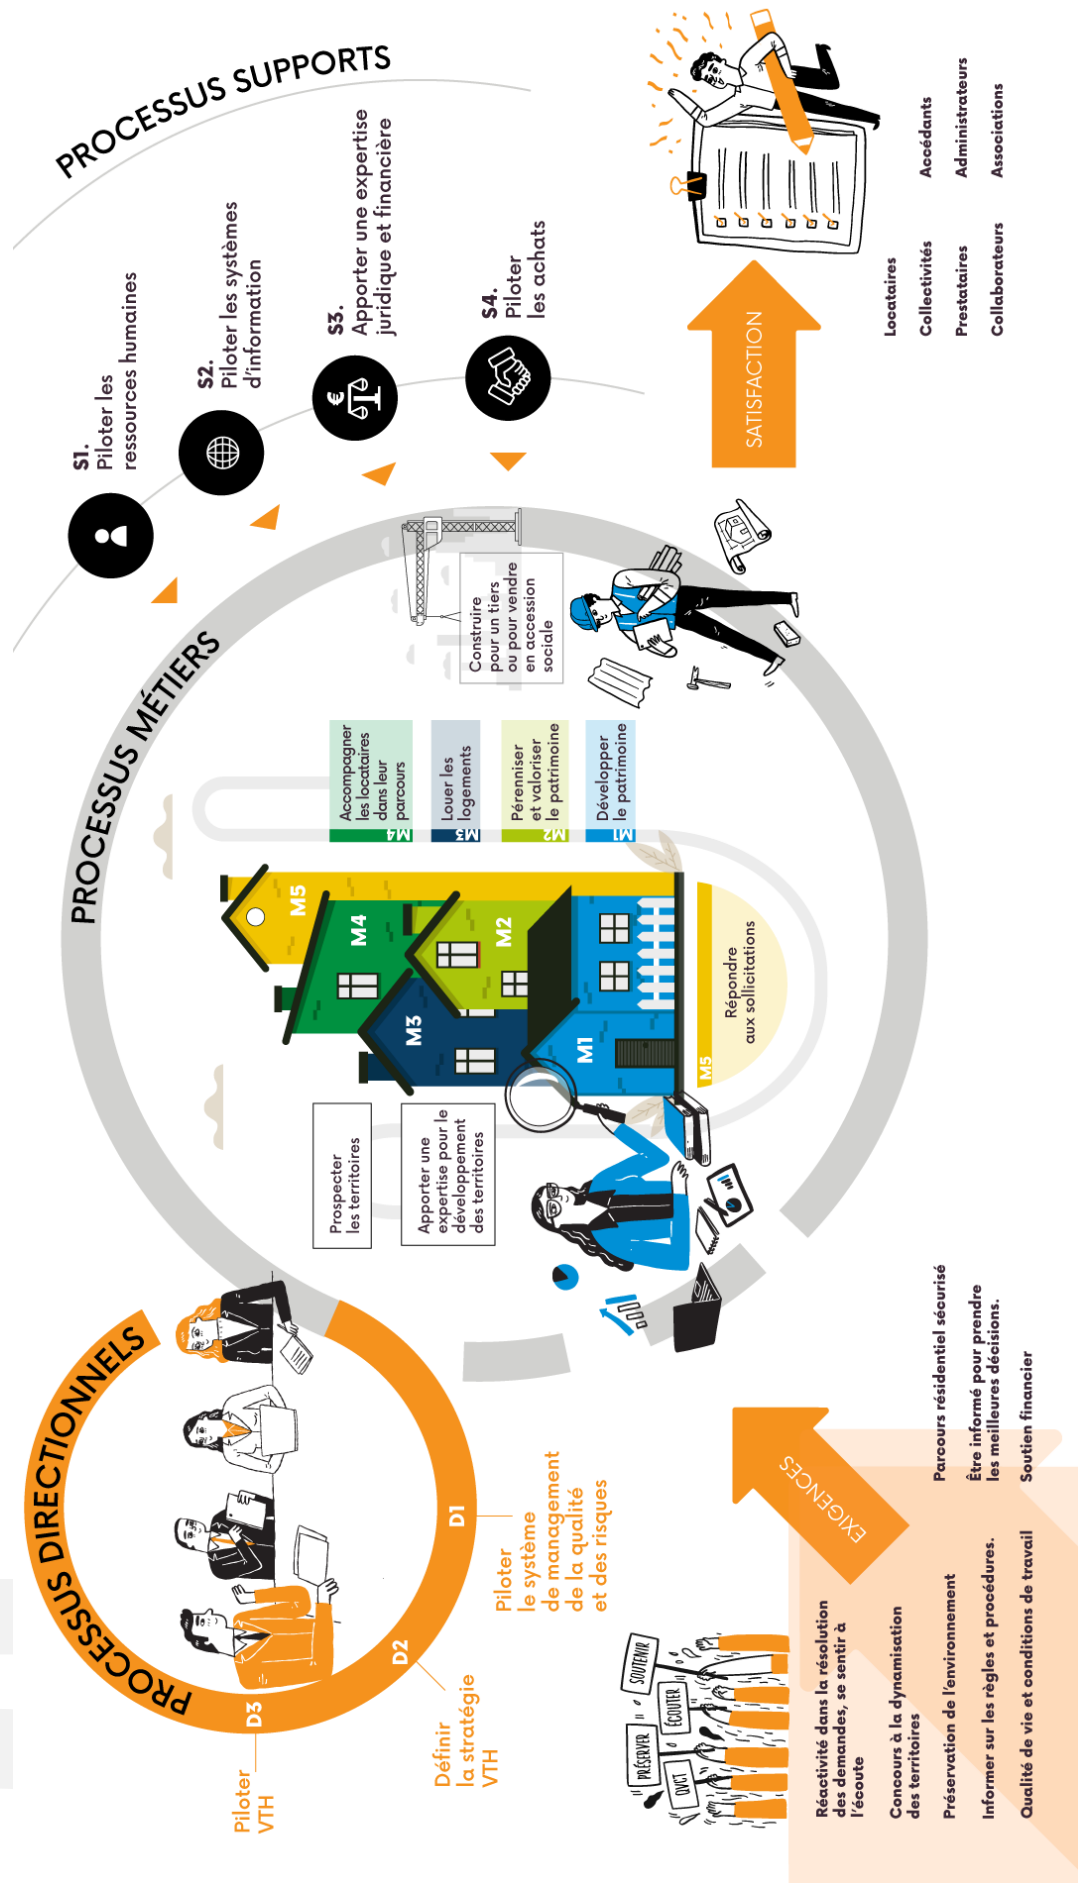 PROCESSUS DIRECTIONNELS
D3
Piloter
VTH
D2
Définir
la stratégie
VTH
D1
Piloter
le système
de management
de la qualité
et des risques
PROCESSUS MÉTIERS
Prospecter
les territoires
Apporter une
expertise pour le
développement
des territoires
M5
M4
M3
M2
M1
M5
Répondre
aux sollicitations
M4
Accompagner
les locataires
dans leur
parcours
M3
Louer les
logements
M2
Pérenniser
et valoriser
le patrimoine
M1
Développer
le patrimoine
Construire
pour un tiers
ou pour vendre
en accession
sociale
PROCESSUS SUPPORTS
S1.
Piloter les
ressources humaines
S2.
Piloter les systèmes
d'information
S3.
Apporter une expertise
juridique et financière
€
S4.
Piloter
les achats
PRÉSERVER
SOUTENIR
QVCT
ÉCOUTER
EXIGENCES
Réactivité dans la résolution
des demandes, se sentir à
l'écoute
Concours à la dynamisation
des territoires
Préservation de l'environnement
Informer sur les règles et procédures.
Qualité de vie et conditions de travail
Parcours résidentiel sécurisé
Être informé pour prendre
les meilleures décisions.
Soutien financier
SATISFACTION
Locataires
Collectivités
Accédants
Prestataires
Administrateurs
Collaborateurs
Associations